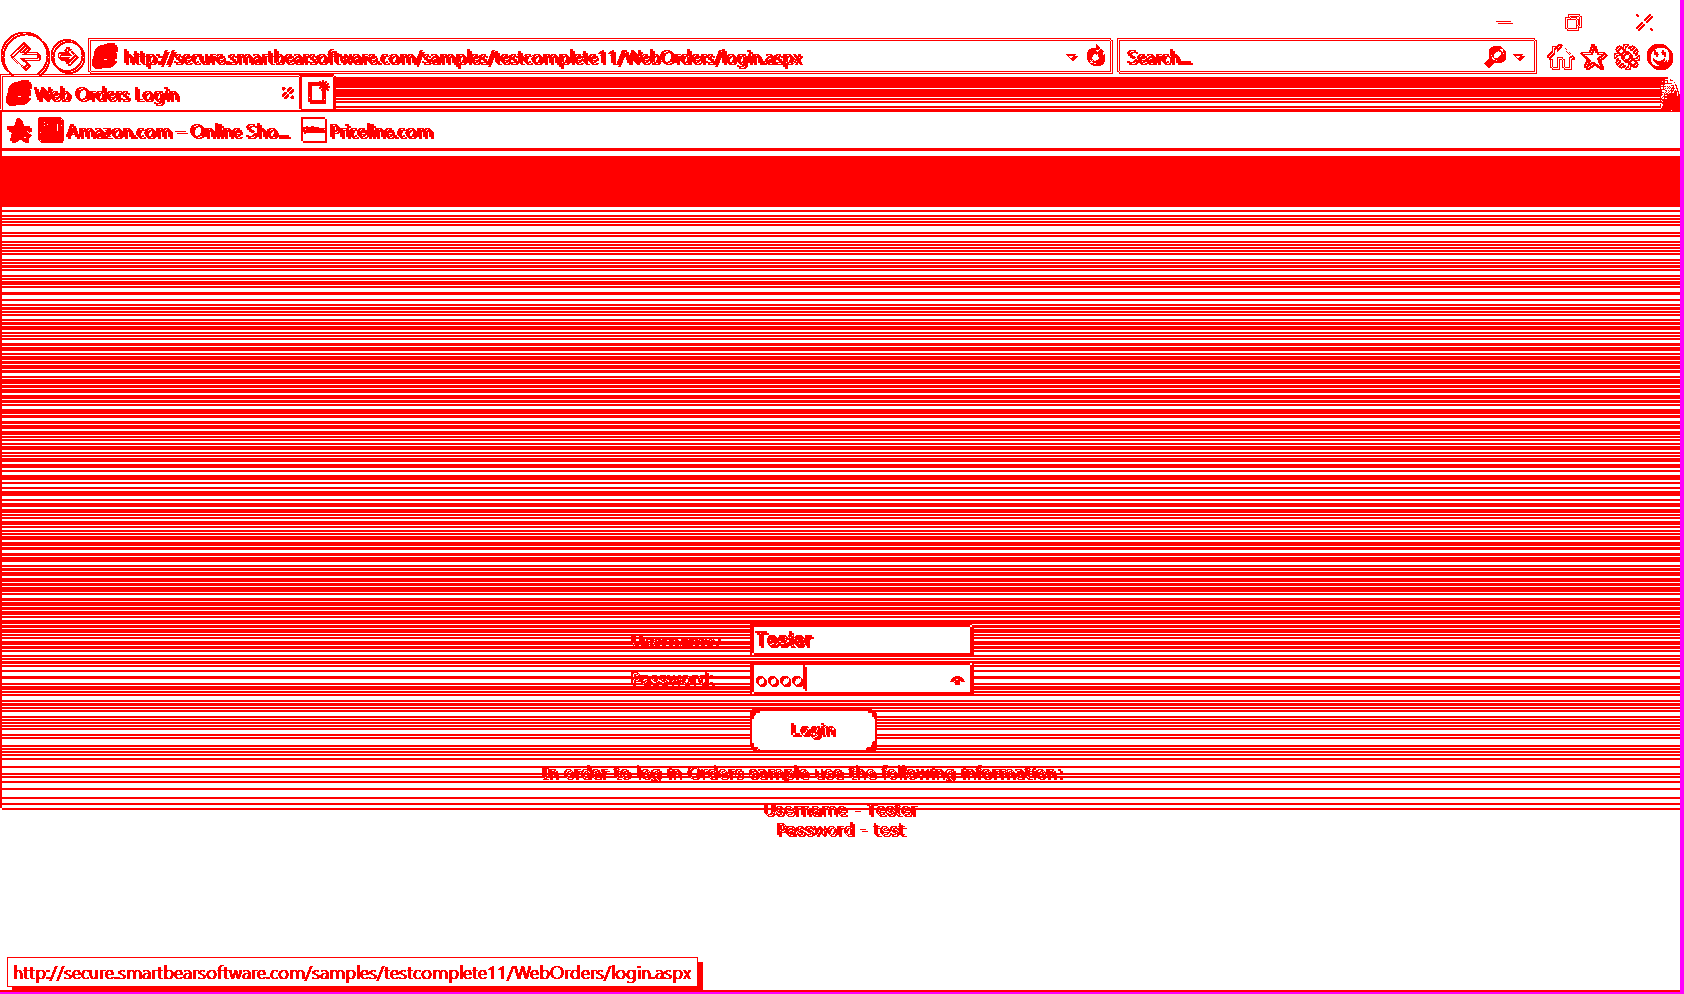 http://secure.smartbearsoftware.com/samples/testcomplete11/WebOrders/login.aspx
Search...
Web Orders Login
Amazon.com – Online Sho...
Priceline.com
Username: Tester
Password:
Login
In order to log in Orders sample use the following information:
Username - Tester
Password - test
http://secure.smartbearsoftware.com/samples/testcomplete11/WebOrders/login.aspx